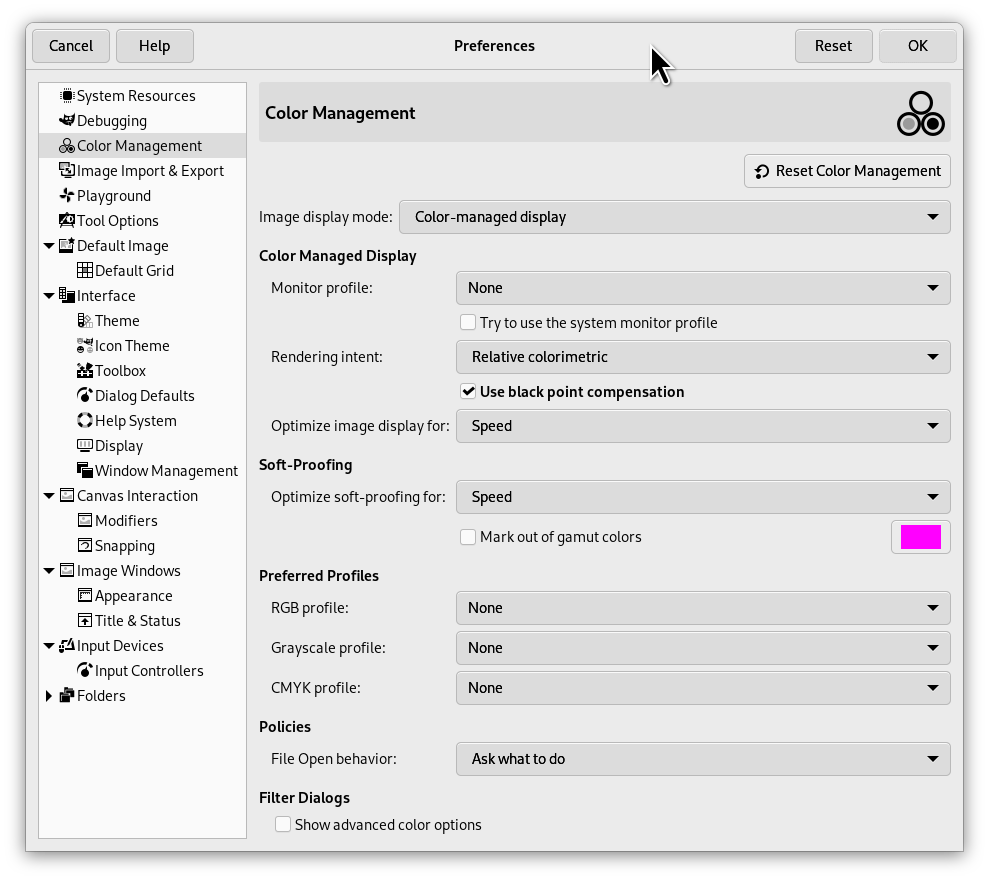 Cancel Help Preferences Reset OK
System Resources
Debugging
Color Management
Image Import & Export
Playground
Tool Options
Default Image
Default Grid
Interface
Theme
Icon Theme
Toolbox
Dialog Defaults
Help System
Display
Window Management
Canvas Interaction
Modifiers
Snapping
Image Windows
Appearance
Title & Status
Input Devices
Input Controllers
Folders
Color Management
Reset Color Management
Image display mode: Color-managed display
Color Managed Display
Monitor profile: None
Try to use the system monitor profile
Rendering intent: Relative colorimetric
Use black point compensation
Optimize image display for: Speed
Soft-Proofing
Optimize soft-proofing for: Speed
Mark out of gamut colors
Preferred Profiles
RGB profile: None
Grayscale profile: None
CMYK profile: None
Policies
File Open behavior: Ask what to do
Filter Dialogs
Show advanced color options